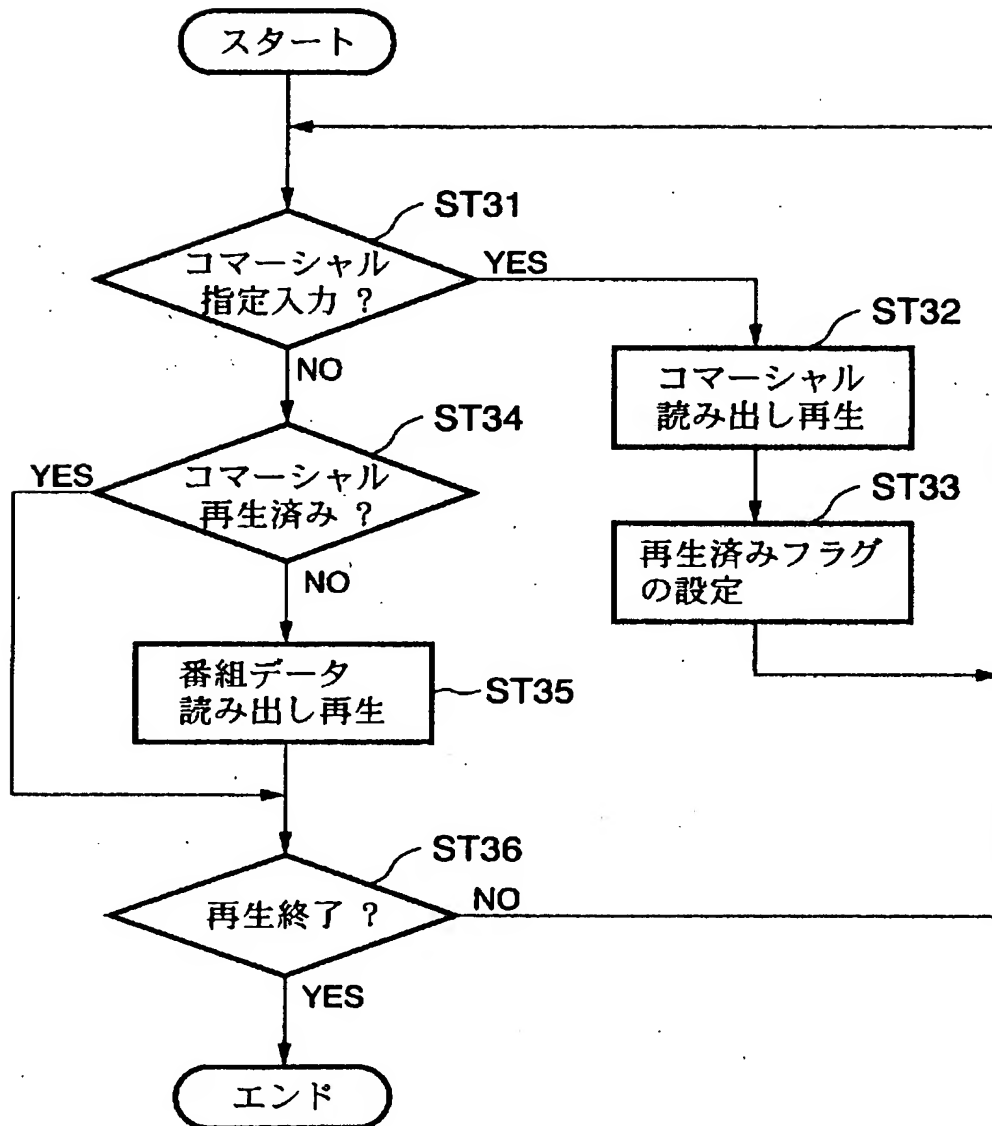 スタート
ST31
コマーシャル
指定入力 ?
YES
NO
ST32
コマーシャル
読み出し再生
ST33
再生済みフラグ
の設定
ST34
コマーシャル
再生済み ?
YES
NO
番組データ
読み出し再生
ST35
ST36
再生終了 ?
NO
YES
エンド